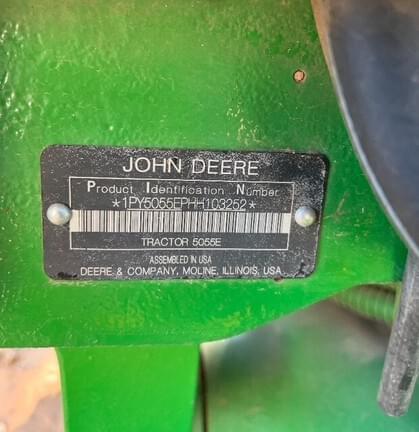 JOHN DEERE
Product Identification Number
*1PY5055EPHH103252*
TRACTOR 5055E
ASSEMBLED IN USA
DEERE & COMPANY, MOLINE, ILLINOIS, USA